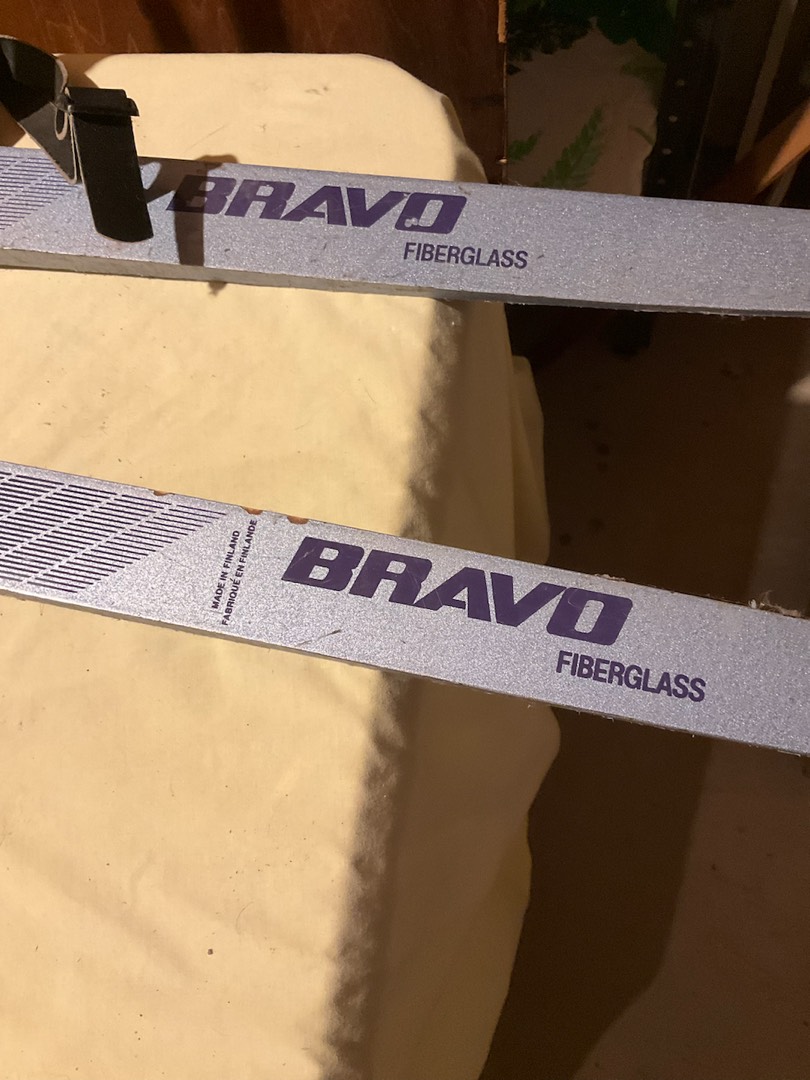 BRAVO
FIBERGLASS
MADE IN FINLAND
FABRIQUÉ EN FINLANDE
BRAVO
FIBERGLASS